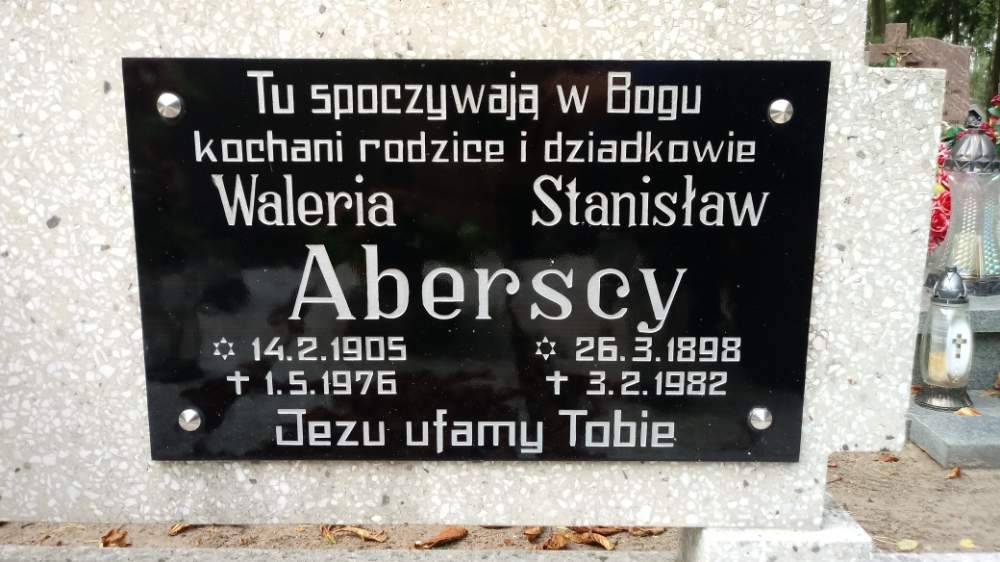 Tu spoczywają w Bogu
kochani rodzice i dziadkowie
Waleria Stanisław
Aberscy
✡ 14.2.1905 ✡ 26.3.1898
✝ 1.5.1976 ✝ 3.2.1982
Jezu ufamy Tobie